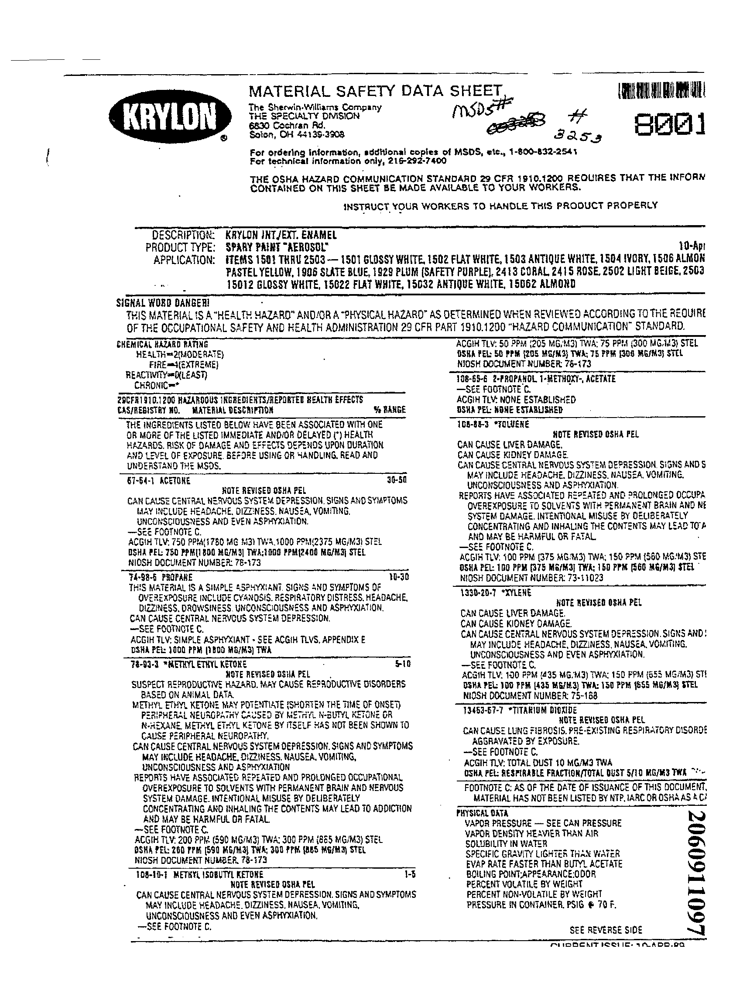 MATERIAL SAFETY DATA SHEET
KRYLON
®
The Sherwin-Williams Company
THE SPECIALTY DIVISION
6830 Cochran Rd.
Solon, OH 44139-3908
MSDS#
# 3253
8001
For ordering information, additional copies of MSDS, etc., 1-800-832-2541
For technical information only, 216-292-7400
THE OSHA HAZARD COMMUNICATION STANDARD 29 CFR 1910.1200 REQUIRES THAT THE INFORM
CONTAINED ON THIS SHEET BE MADE AVAILABLE TO YOUR WORKERS.
INSTRUCT YOUR WORKERS TO HANDLE THIS PRODUCT PROPERLY
DESCRIPTION: KRYLON INT./EXT. ENAMEL
PRODUCT TYPE: SPARY PAINT "AEROSOL" 10-Apr
APPLICATION: ITEMS 1501 THRU 2503 — 1501 GLOSSY WHITE, 1502 FLAT WHITE, 1503 ANTIQUE WHITE, 1504 IVORY, 1506 ALMON
PASTEL YELLOW, 1906 SLATE BLUE, 1929 PLUM (SAFETY PURPLE), 2413 CORAL, 2415 ROSE, 2502 LIGHT BEIGE, 2503
15012 GLOSSY WHITE, 15022 FLAT WHITE, 15032 ANTIQUE WHITE, 15062 ALMOND
SIGNAL WORD DANGER!
THIS MATERIAL IS A "HEALTH HAZARD" AND/OR A "PHYSICAL HAZARD" AS DETERMINED WHEN REVIEWED ACCORDING TO THE REQUIRE
OF THE OCCUPATIONAL SAFETY AND HEALTH ADMINISTRATION 29 CFR PART 1910.1200 "HAZARD COMMUNICATION" STANDARD.
CHEMICAL HAZARD RATING
HEALTH=2(MODERATE)
FIRE=4(EXTREME)
REACTIVITY=0(LEAST)
CHRONIC=*
29CFR1910.1200 HAZARDOUS INGREDIENTS/REPORTED HEALTH EFFECTS
CAS/REGISTRY NO. MATERIAL DESCRIPTION % RANGE
THE INGREDIENTS LISTED BELOW HAVE BEEN ASSOCIATED WITH ONE
OR MORE OF THE LISTED IMMEDIATE AND/OR DELAYED (*) HEALTH
HAZARDS. RISK OF DAMAGE AND EFFECTS DEPENDS UPON DURATION
AND LEVEL OF EXPOSURE. BEFORE USING OR HANDLING, READ AND
UNDERSTAND THE MSDS.
67-64-1 ACETONE 30-50
NOTE REVISED OSHA PEL
CAN CAUSE CENTRAL NERVOUS SYSTEM DEPRESSION. SIGNS AND SYMPTOMS
MAY INCLUDE HEADACHE, DIZZINESS, NAUSEA, VOMITING,
UNCONSCIOUSNESS AND EVEN ASPHYXIATION.
—SEE FOOTNOTE C.
ACGIH TLV: 750 PPM(1780 MG M3) TWA,1000 PPM(2375 MG/M3) STEL
OSHA PEL: 750 PPM(1800 MG/M3) TWA;1000 PPM(2400 MG/M3) STEL
NIOSH DOCUMENT NUMBER: 78-173
74-98-6 PROPANE 10-30
THIS MATERIAL IS A SIMPLE ASPHYXIANT. SIGNS AND SYMPTOMS OF
OVEREXPOSURE INCLUDE CYANOSIS, RESPIRATORY DISTRESS, HEADACHE,
DIZZINESS, DROWSINESS, UNCONSCIOUSNESS AND ASPHYXIATION.
CAN CAUSE CENTRAL NERVOUS SYSTEM DEPRESSION.
—SEE FOOTNOTE C.
ACGIH TLV: SIMPLE ASPHYXIANT - SEE ACGIH TLVS, APPENDIX E
OSHA PEL: 1000 PPM (1800 MG/M3) TWA
78-93-3 *METHYL ETHYL KETONE 5-10
NOTE REVISED OSHA PEL
SUSPECT REPRODUCTIVE HAZARD, MAY CAUSE REPRODUCTIVE DISORDERS
BASED ON ANIMAL DATA.
METHYL ETHYL KETONE MAY POTENTIATE (SHORTEN THE TIME OF ONSET)
PERIPHERAL NEUROPATHY CAUSED BY METHYL N-BUTYL KETONE OR
N-HEXANE, METHYL ETHYL KETONE BY ITSELF HAS NOT BEEN SHOWN TO
CAUSE PERIPHERAL NEUROPATHY.
CAN CAUSE CENTRAL NERVOUS SYSTEM DEPRESSION, SIGNS AND SYMPTOMS
MAY INCLUDE HEADACHE, DIZZINESS, NAUSEA, VOMITING,
UNCONSCIOUSNESS AND EVEN ASPHYXIATION
REPORTS HAVE ASSOCIATED REPEATED AND PROLONGED OCCUPATIONAL
OVEREXPOSURE TO SOLVENTS WITH PERMANENT BRAIN AND NERVOUS
SYSTEM DAMAGE. INTENTIONAL MISUSE BY DELIBERATELY
CONCENTRATING AND INHALING THE CONTENTS MAY LEAD TO ADDICTION
AND MAY BE HARMFUL OR FATAL.
—SEE FOOTNOTE C.
ACGIH TLV: 200 PPM (590 MG/M3) TWA; 300 PPM (885 MG/M3) STEL
OSHA PEL: 200 PPM (590 MG/M3) TWA; 300 PPM (885 MG/M3) STEL
NIOSH DOCUMENT NUMBER, 78-173
108-10-1 METHYL ISOBUTYL KETONE 1-5
NOTE REVISED OSHA PEL
CAN CAUSE CENTRAL NERVOUS SYSTEM DEPRESSION. SIGNS AND SYMPTOMS
MAY INCLUDE HEADACHE, DIZZINESS, NAUSEA, VOMITING,
UNCONSCIOUSNESS AND EVEN ASPHYXIATION.
—SEE FOOTNOTE C.
ACGIH TLV: 50 PPM (205 MG/M3) TWA; 75 PPM (300 MG/M3) STEL
OSHA PEL: 50 PPM (205 MG/M3) TWA; 75 PPM (300 MG/M3) STEL
NIOSH DOCUMENT NUMBER: 78-173
108-65-6 2-PROPANOL 1-METHOXY-, ACETATE
—SEE FOOTNOTE C.
ACGIH TLV: NONE ESTABLISHED
OSHA PEL: NONE ESTABLISHED
108-88-3 *TOLUENE
NOTE REVISED OSHA PEL
CAN CAUSE LIVER DAMAGE.
CAN CAUSE KIDNEY DAMAGE.
CAN CAUSE CENTRAL NERVOUS SYSTEM DEPRESSION. SIGNS AND S
MAY INCLUDE HEADACHE, DIZZINESS, NAUSEA, VOMITING,
UNCONSCIOUSNESS AND ASPHYXIATION.
REPORTS HAVE ASSOCIATED REPEATED AND PROLONGED OCCUPA
OVEREXPOSURE TO SOLVENTS WITH PERMANENT BRAIN AND NE
SYSTEM DAMAGE, INTENTIONAL MISUSE BY DELIBERATELY
CONCENTRATING AND INHALING THE CONTENTS MAY LEAD TO A
AND MAY BE HARMFUL OR FATAL.
—SEE FOOTNOTE C.
ACGIH TLV: 100 PPM (375 MG/M3) TWA; 150 PPM (560 MG/M3) STE
OSHA PEL: 100 PPM (375 MG/M3) TWA; 150 PPM (560 MG/M3) STEL
NIOSH DOCUMENT NUMBER: 73-11023
1330-20-7 *XYLENE
NOTE REVISED OSHA PEL
CAN CAUSE LIVER DAMAGE.
CAN CAUSE KIDNEY DAMAGE.
CAN CAUSE CENTRAL NERVOUS SYSTEM DEPRESSION. SIGNS AND
MAY INCLUDE HEADACHE, DIZZINESS, NAUSEA, VOMITING,
UNCONSCIOUSNESS AND EVEN ASPHYXIATION.
—SEE FOOTNOTE C.
ACGIH TLV: 100 PPM (435 MG/M3) TWA; 150 PPM (655 MG/M3) STE
OSHA PEL: 100 PPM (435 MG/M3) TWA; 150 PPM (655 MG/M3) STEL
NIOSH DOCUMENT NUMBER: 75-168
13463-67-7 *TITANIUM DIOXIDE
NOTE REVISED OSHA PEL
CAN CAUSE LUNG FIBROSIS, PRE-EXISTING RESPIRATORY DISORDE
AGGRAVATED BY EXPOSURE.
—SEE FOOTNOTE C.
ACGIH TLV: TOTAL DUST 10 MG/M3 TWA
OSHA PEL: RESPIRABLE FRACTION/TOTAL DUST 5/10 MG/M3 TWA
FOOTNOTE C: AS OF THE DATE OF ISSUANCE OF THIS DOCUMENT,
MATERIAL HAS NOT BEEN LISTED BY NTP, IARC OR OSHA AS A CA
PHYSICAL DATA
VAPOR PRESSURE — SEE CAN PRESSURE
VAPOR DENSITY HEAVIER THAN AIR
SOLUBILITY IN WATER
SPECIFIC GRAVITY LIGHTER THAN WATER
EVAP RATE FASTER THAN BUTYL ACETATE
BOILING POINT;APPEARANCE;ODOR
PERCENT VOLATILE BY WEIGHT
PERCENT NON-VOLATILE BY WEIGHT
PRESSURE IN CONTAINER, PSIG @ 70 F.
SEE REVERSE SIDE
CURRENT ISSUE: 10-APR-89
2060911097